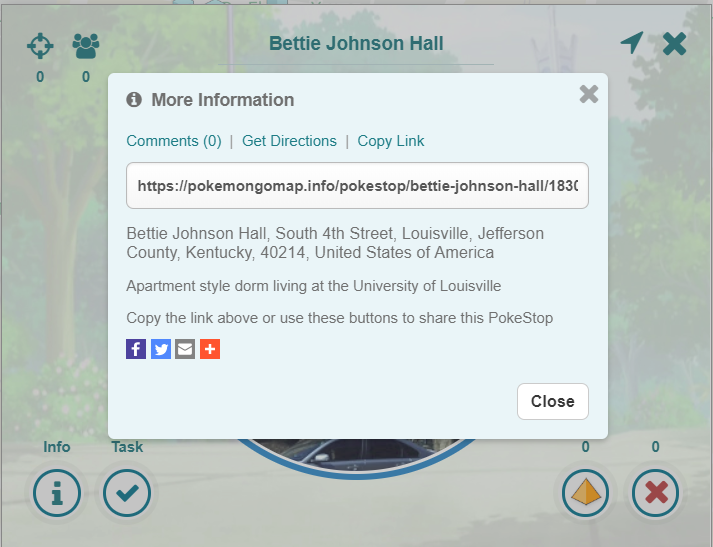 Bettie Johnson Hall
0 0
More Information
Comments (0) | Get Directions | Copy Link
https://pokemongomap.info/pokestop/bettie-johnson-hall/1830
Bettie Johnson Hall, South 4th Street, Louisville, Jefferson
County, Kentucky, 40214, United States of America
Apartment style dorm living at the University of Louisville
Copy the link above or use these buttons to share this PokeStop
Close
Info Task 0 0